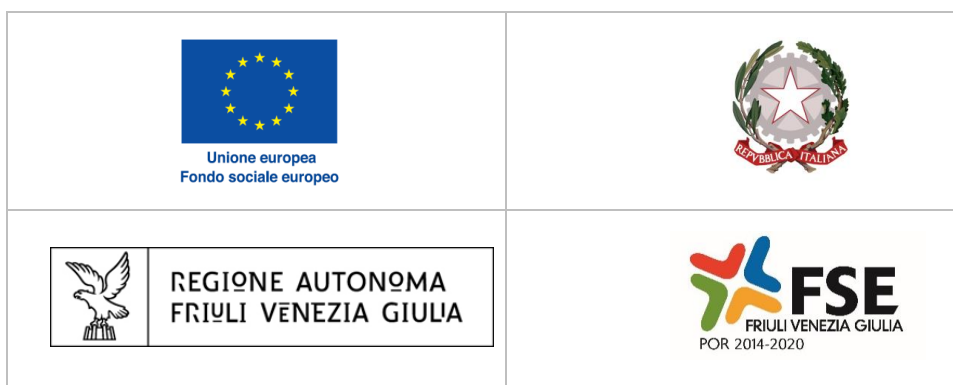 Unione europea
Fondo sociale europeo
REPVBBLICA ITALIANA
REGIONE AUTONOMA
FRIULI VENEZIA GIULIA
FSE
FRIULI VENEZIA GIULIA
POR 2014-2020